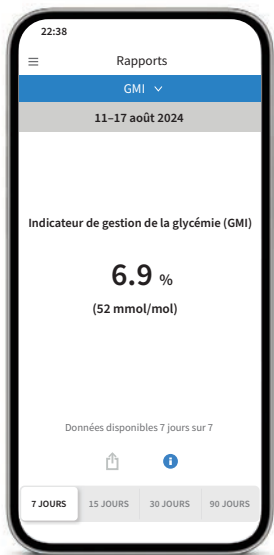 22:38
Rapports
GMI
11–17 août 2024
Indicateur de gestion de la glycémie (GMI)
6.9 %
(52 mmol/mol)
Données disponibles 7 jours sur 7
7 JOURS 15 JOURS 30 JOURS 90 JOURS